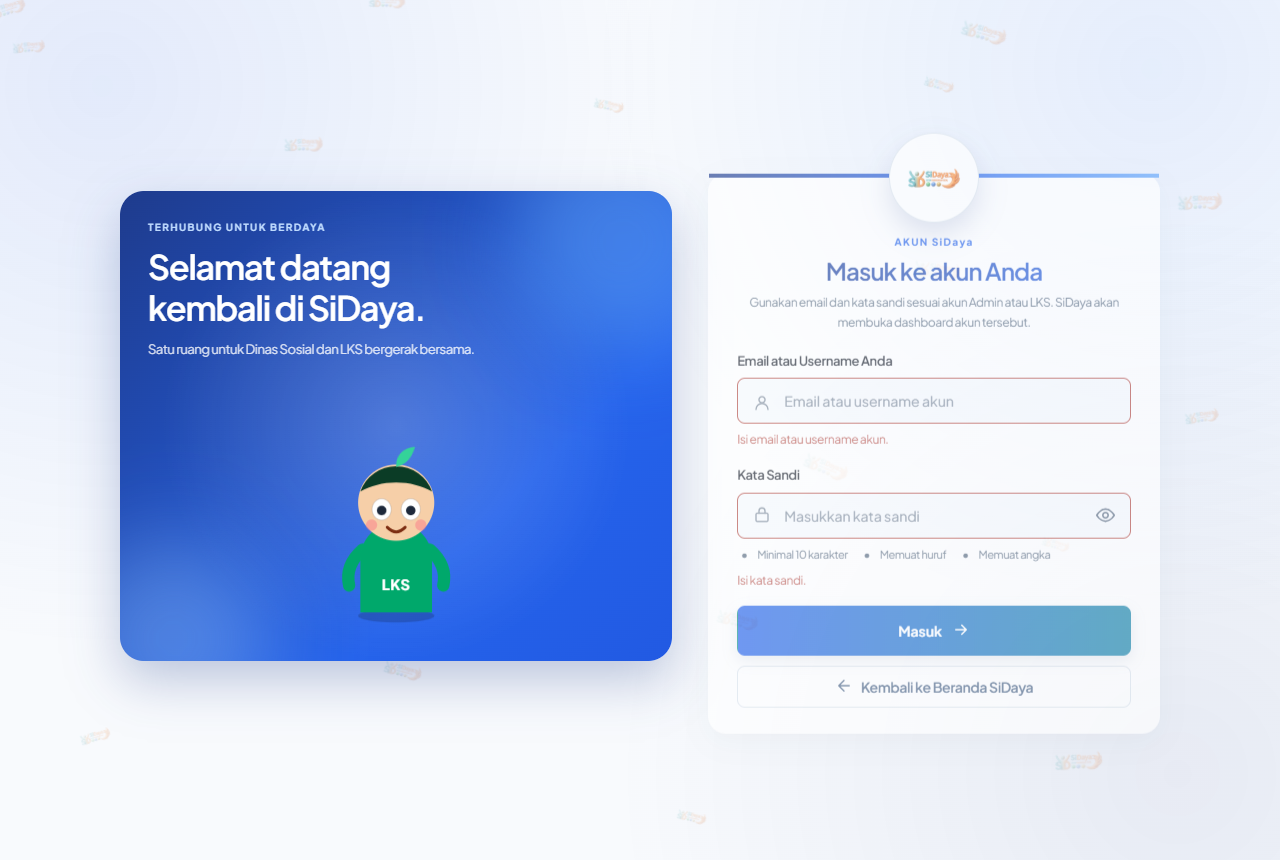 TERHUBUNG UNTUK BERDAYA
Selamat datang
kembali di SiDaya.
Satu ruang untuk Dinas Sosial dan LKS bergerak bersama.
LKS
SiDaya
AKUN SiDaya
Masuk ke akun Anda
Gunakan email dan kata sandi sesuai akun Admin atau LKS. SiDaya akan
membuka dashboard akun tersebut.
Email atau Username Anda
Email atau username akun
Isi email atau username akun.
Kata Sandi
Masukkan kata sandi
Minimal 10 karakter
Memuat huruf
Memuat angka
Isi kata sandi.
Masuk
Kembali ke Beranda SiDaya